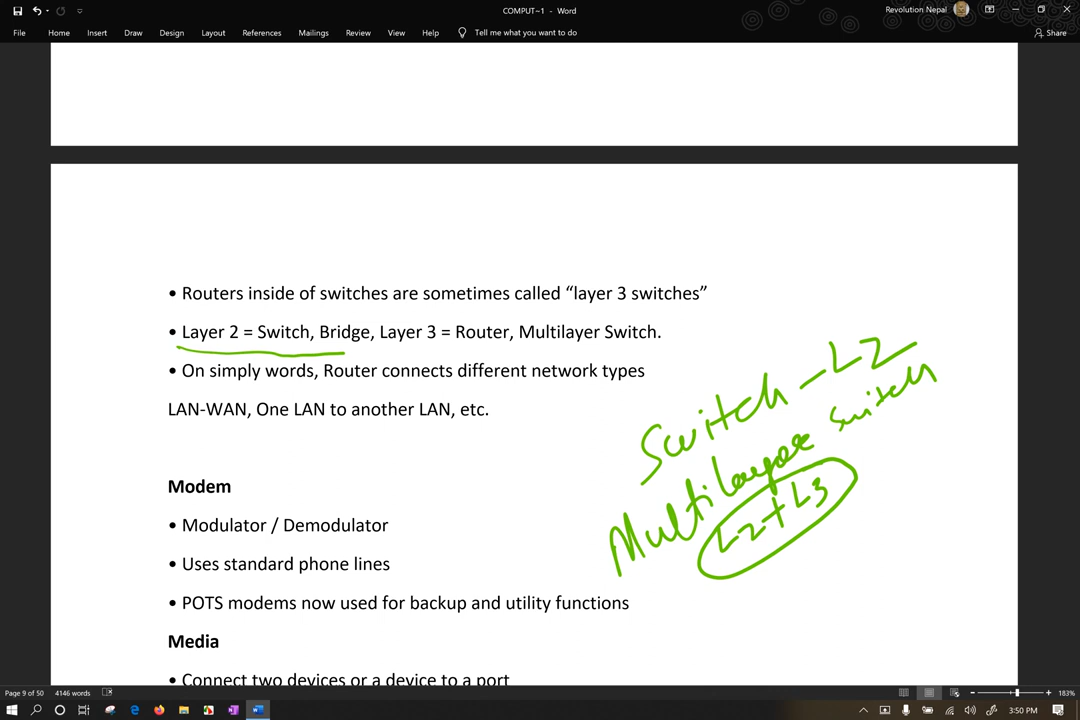 COMPUT~1 - Word
Revolution Nepal
File Home Insert Draw Design Layout References Mailings Review View Help Tell me what you want to do Share
• Routers inside of switches are sometimes called “layer 3 switches”
• Layer 2 = Switch, Bridge, Layer 3 = Router, Multilayer Switch.
• On simply words, Router connects different network types
LAN-WAN, One LAN to another LAN, etc.
Switch - L2
Multilayer Switch
L2+L3
Modem
• Modulator / Demodulator
• Uses standard phone lines
• POTS modems now used for backup and utility functions
Media
• Connect two devices or a device to a port
Page 9 of 50 4146 words 183%
3:50 PM